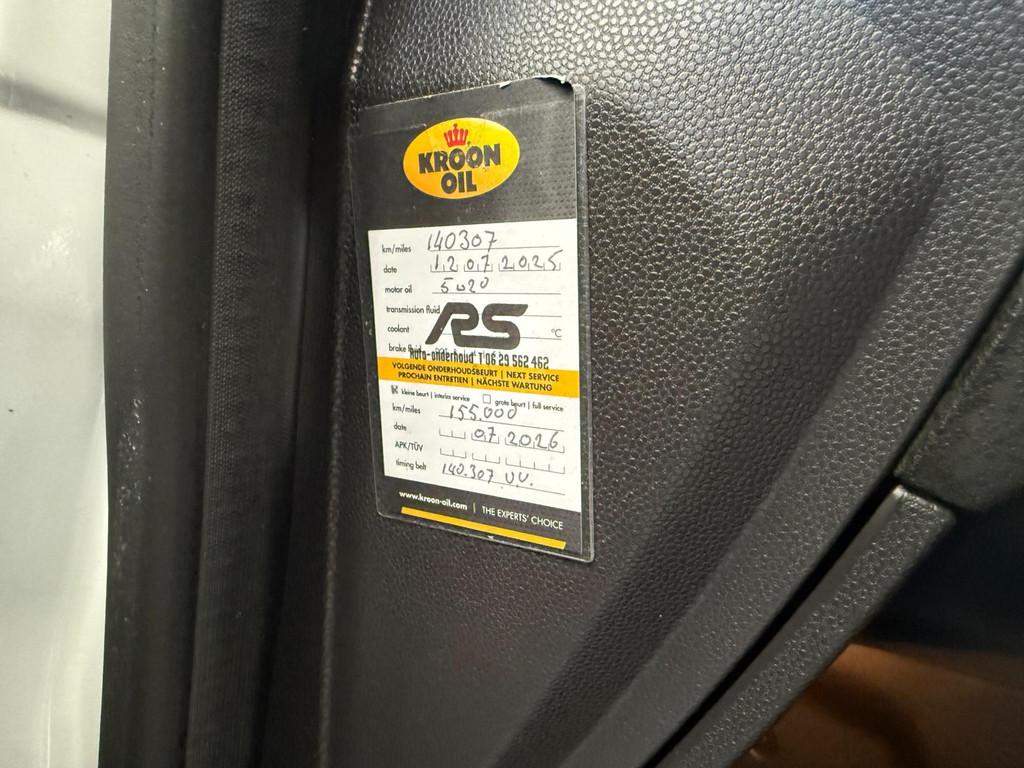 KROON
OIL
km/miles 140307
date 12 07 2025
motor oil 5w20
transmission fluid
coolant RS °C
brake fluid
Auto-onderhoud T 06 29 562 462
VOLGENDE ONDERHOUDSBEURT | NEXT SERVICE
PROCHAIN ENTRETIEN | NÄCHSTE WARTUNG
kleine beurt | interim service grote beurt | full service
km/miles 155.000
date 07 2026
APK/TÜV
timing belt 140.307 VV.
www.kroon-oil.com | THE EXPERTS' CHOICE